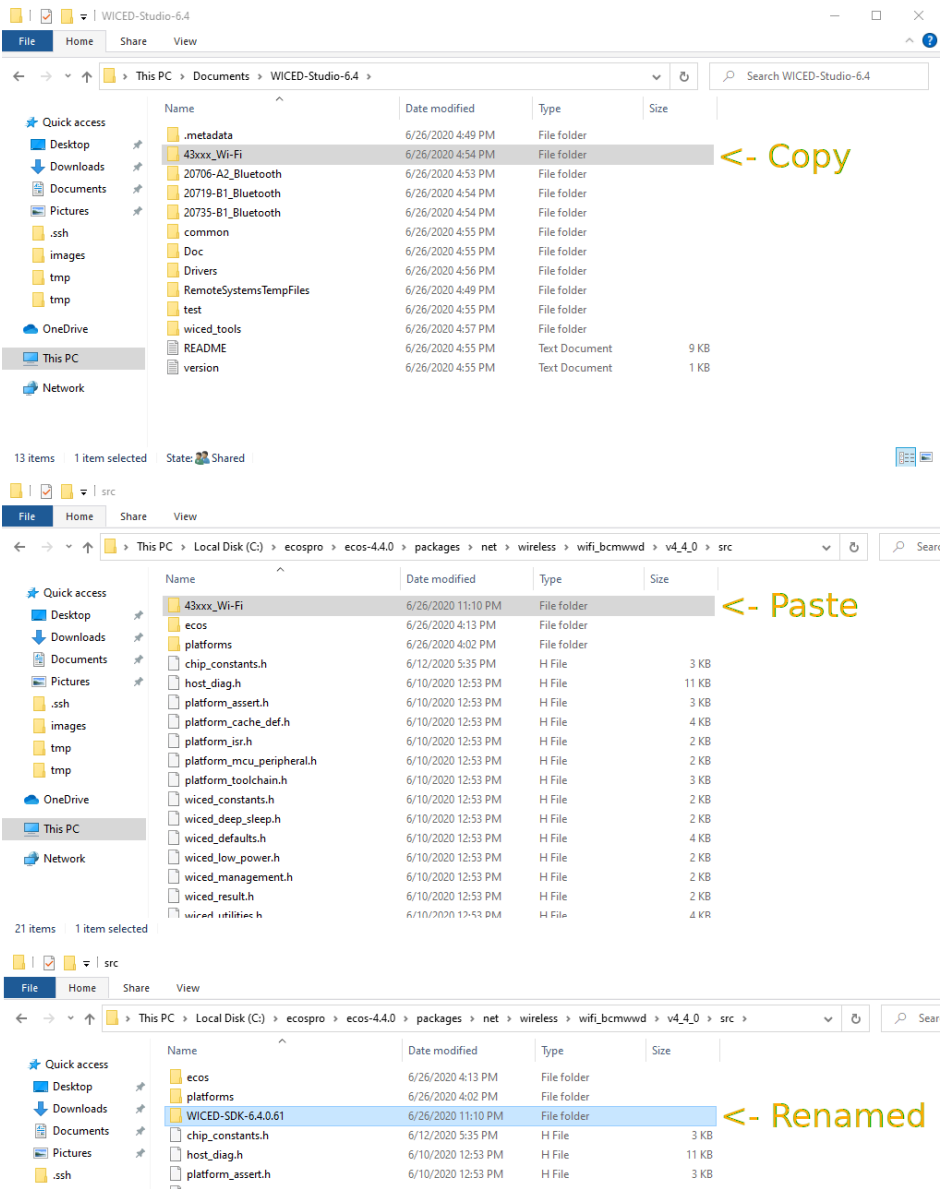 WICED-Studio-6.4
File Home Share View
This PC > Documents > WICED-Studio-6.4 > Search WICED-Studio-6.4
Name Date modified Type Size
Quick access
Desktop
Downloads
Documents
Pictures
.ssh
images
tmp
tmp
OneDrive
This PC
Network
.metadata 6/26/2020 4:49 PM File folder
43xxx_Wi-Fi 6/26/2020 4:54 PM File folder <- Copy
20706-A2_Bluetooth 6/26/2020 4:53 PM File folder
20719-B1_Bluetooth 6/26/2020 4:54 PM File folder
20735-B1_Bluetooth 6/26/2020 4:54 PM File folder
common 6/26/2020 4:55 PM File folder
Doc 6/26/2020 4:55 PM File folder
Drivers 6/26/2020 4:56 PM File folder
RemoteSystemsTempFiles 6/26/2020 4:49 PM File folder
test 6/26/2020 4:55 PM File folder
wiced_tools 6/26/2020 4:57 PM File folder
README 6/26/2020 4:55 PM Text Document 9 KB
version 6/26/2020 4:55 PM Text Document 1 KB
13 items 1 item selected State: Shared
src
File Home Share View
This PC > Local Disk (C:) > ecospro > ecos-4.4.0 > packages > net > wireless > wifi_bcmwwd > v4_4_0 > src Sear
Name Date modified Type Size
Quick access
Desktop
Downloads
Documents
Pictures
.ssh
images
tmp
tmp
OneDrive
This PC
Network
43xxx_Wi-Fi 6/26/2020 11:10 PM File folder <- Paste
ecos 6/26/2020 4:13 PM File folder
platforms 6/26/2020 4:02 PM File folder
chip_constants.h 6/12/2020 5:35 PM H File 3 KB
host_diag.h 6/10/2020 12:53 PM H File 11 KB
platform_assert.h 6/10/2020 12:53 PM H File 3 KB
platform_cache_def.h 6/10/2020 12:53 PM H File 4 KB
platform_isr.h 6/10/2020 12:53 PM H File 2 KB
platform_mcu_peripheral.h 6/10/2020 12:53 PM H File 2 KB
platform_toolchain.h 6/10/2020 12:53 PM H File 3 KB
wiced_constants.h 6/10/2020 12:53 PM H File 2 KB
wiced_deep_sleep.h 6/10/2020 12:53 PM H File 2 KB
wiced_defaults.h 6/10/2020 12:53 PM H File 4 KB
wiced_low_power.h 6/10/2020 12:53 PM H File 2 KB
wiced_management.h 6/10/2020 12:53 PM H File 2 KB
wiced_result.h 6/10/2020 12:53 PM H File 2 KB
wiced_utilities.h 6/10/2020 12:53 PM H File 4 KB
21 items 1 item selected
src
File Home Share View
This PC > Local Disk (C:) > ecospro > ecos-4.4.0 > packages > net > wireless > wifi_bcmwwd > v4_4_0 > src > Sear
Name Date modified Type Size
Quick access
Desktop
Downloads
Documents
Pictures
.ssh
ecos 6/26/2020 4:13 PM File folder
platforms 6/26/2020 4:02 PM File folder
WICED-SDK-6.4.0.61 6/26/2020 11:10 PM File folder <- Renamed
chip_constants.h 6/12/2020 5:35 PM H File 3 KB
host_diag.h 6/10/2020 12:53 PM H File 11 KB
platform_assert.h 6/10/2020 12:53 PM H File 3 KB